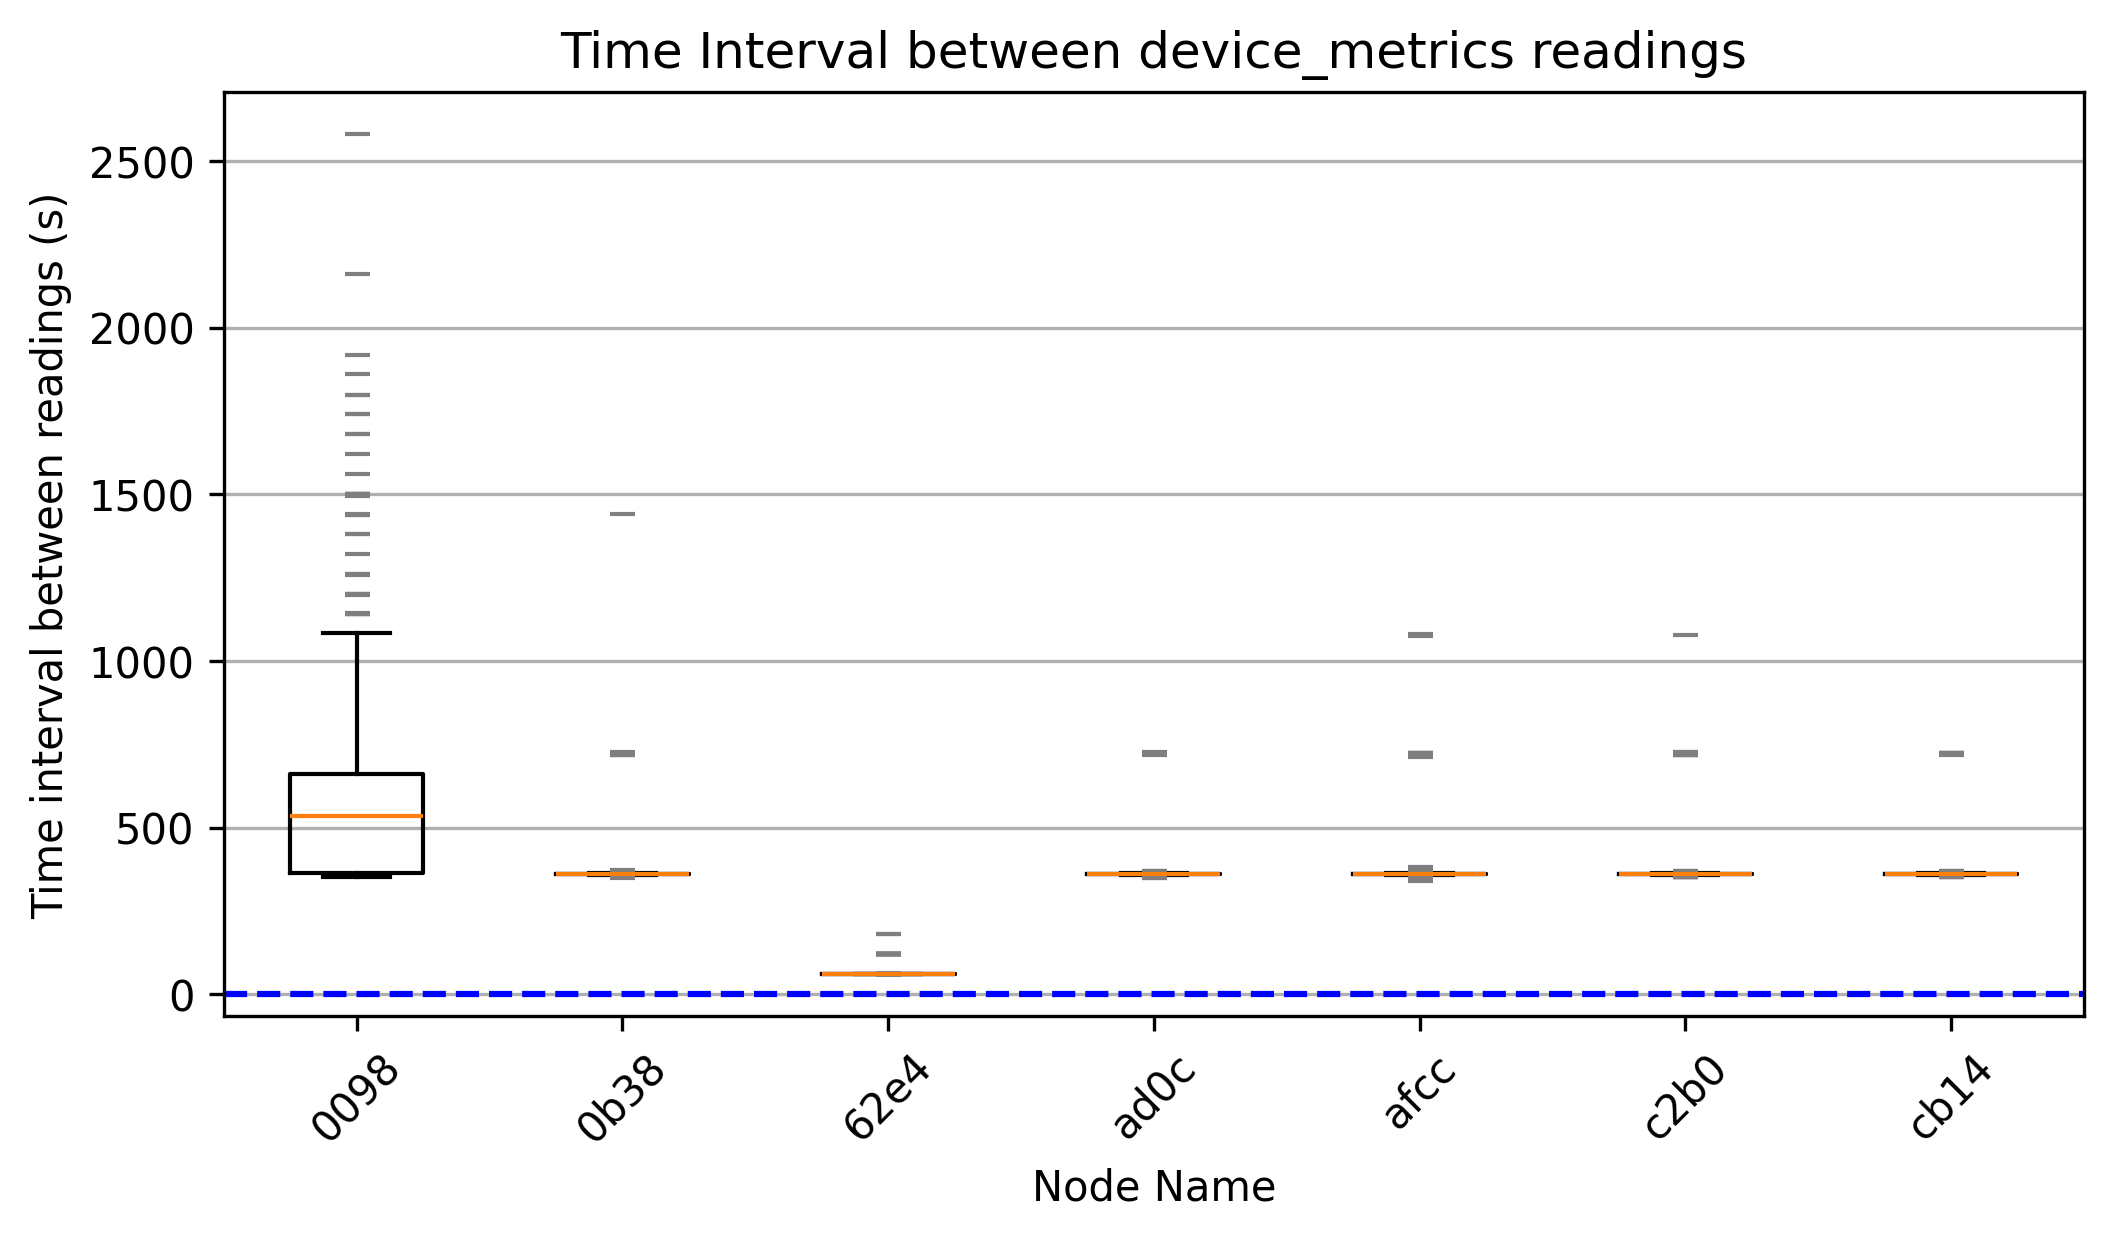 Time Interval between device_metrics readings
Time interval between readings (s)
2500
2000
1500
1000
500
0
0098
0b38
62e4
ad0c
afcc
c2b0
cb14
Node Name